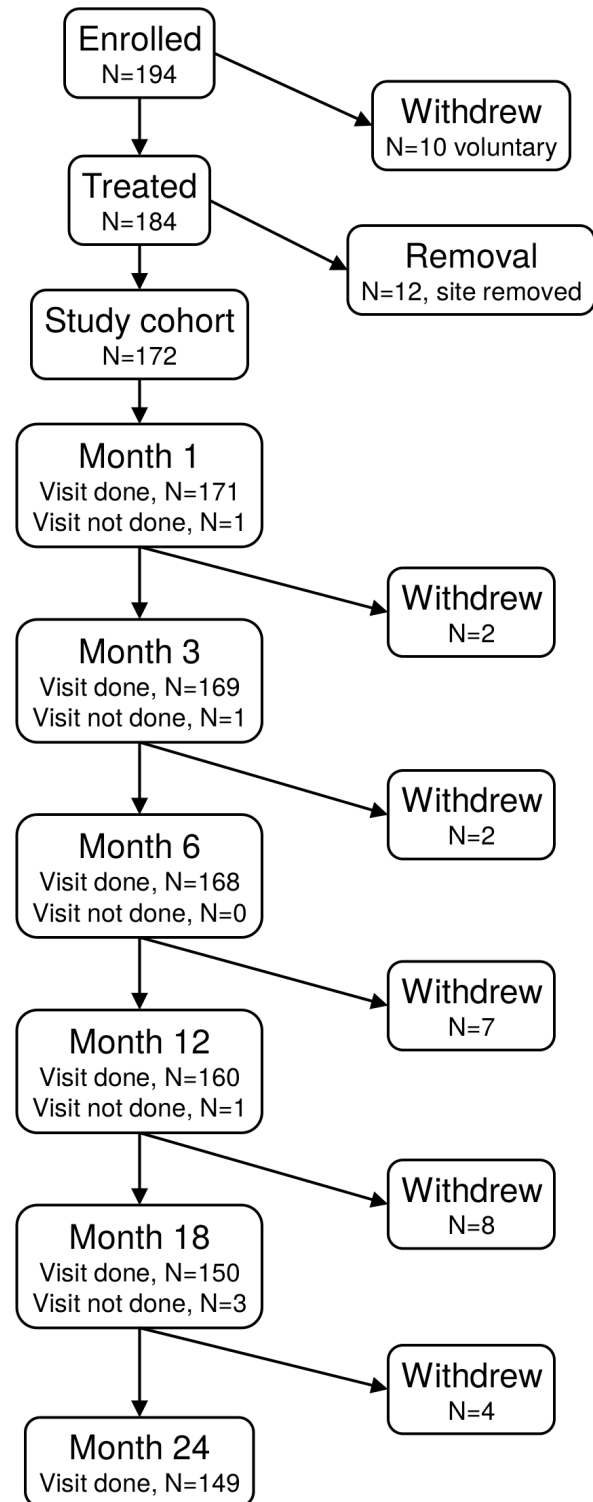 Enrolled
N=194
Withdrew
N=10 voluntary
Treated
N=184
Removal
N=12, site removed
Study cohort
N=172
Month 1
Visit done, N=171
Visit not done, N=1
Withdrew
N=2
Month 3
Visit done, N=169
Visit not done, N=1
Withdrew
N=2
Month 6
Visit done, N=168
Visit not done, N=0
Withdrew
N=7
Month 12
Visit done, N=160
Visit not done, N=1
Withdrew
N=8
Month 18
Visit done, N=150
Visit not done, N=3
Withdrew
N=4
Month 24
Visit done, N=149